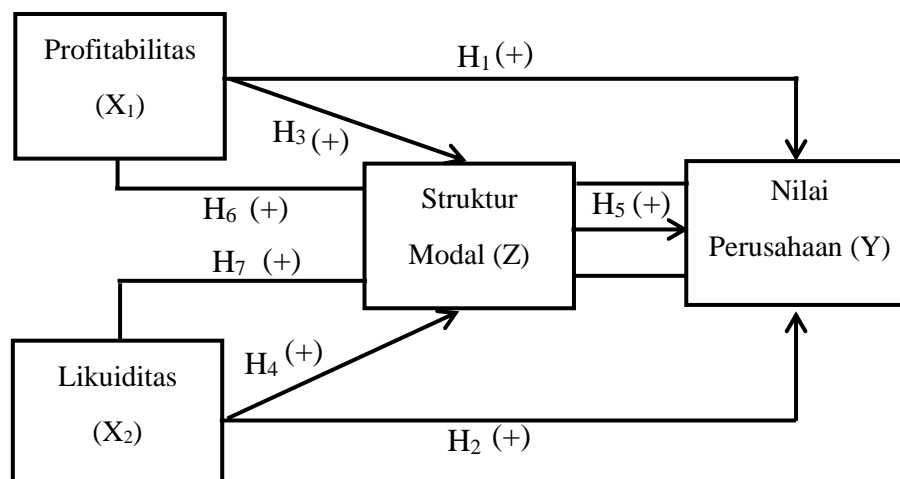 Profitabilitas
(X₁)
H₁ (+)
H₃ (+)
H₆ (+)
Struktur
Modal (Z)
H₅ (+)
Nilai
Perusahaan (Y)
H₇ (+)
Likuiditas
(X₂)
H₄ (+)
H₂ (+)